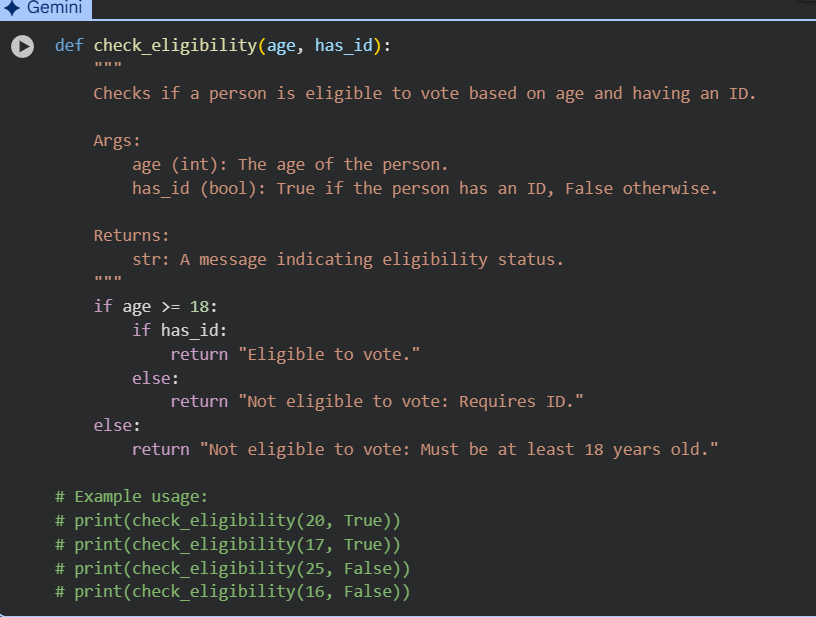 Gemini
def check_eligibility(age, has_id):
    """
    Checks if a person is eligible to vote based on age and having an ID.

    Args:
        age (int): The age of the person.
        has_id (bool): True if the person has an ID, False otherwise.

    Returns:
        str: A message indicating eligibility status.
    """
    if age >= 18:
        if has_id:
            return "Eligible to vote."
        else:
            return "Not eligible to vote: Requires ID."
    else:
        return "Not eligible to vote: Must be at least 18 years old."

# Example usage:
# print(check_eligibility(20, True))
# print(check_eligibility(17, True))
# print(check_eligibility(25, False))
# print(check_eligibility(16, False))